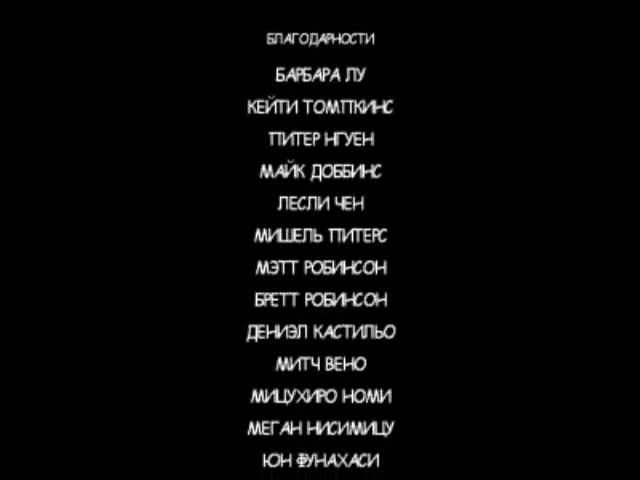 БЛАГОДАРНОСТИ
БАРБАРА ЛУ
КЕЙТИ ТОМПКИНС
ПИТЕР НГУЕН
МАЙК ДОББИНС
ЛЕСЛИ ЧЕН
МИШЕЛЬ ПИТЕРС
МЭТТ РОБИНСОН
БРЕТТ РОБИНСОН
ДЕНИЭЛ КАСТИЛЬО
МИТЧ ВЕНО
МИЦУХИРО НОМИ
МЕГАН НИСИМИЦУ
ЮН ФУНАХАСИ